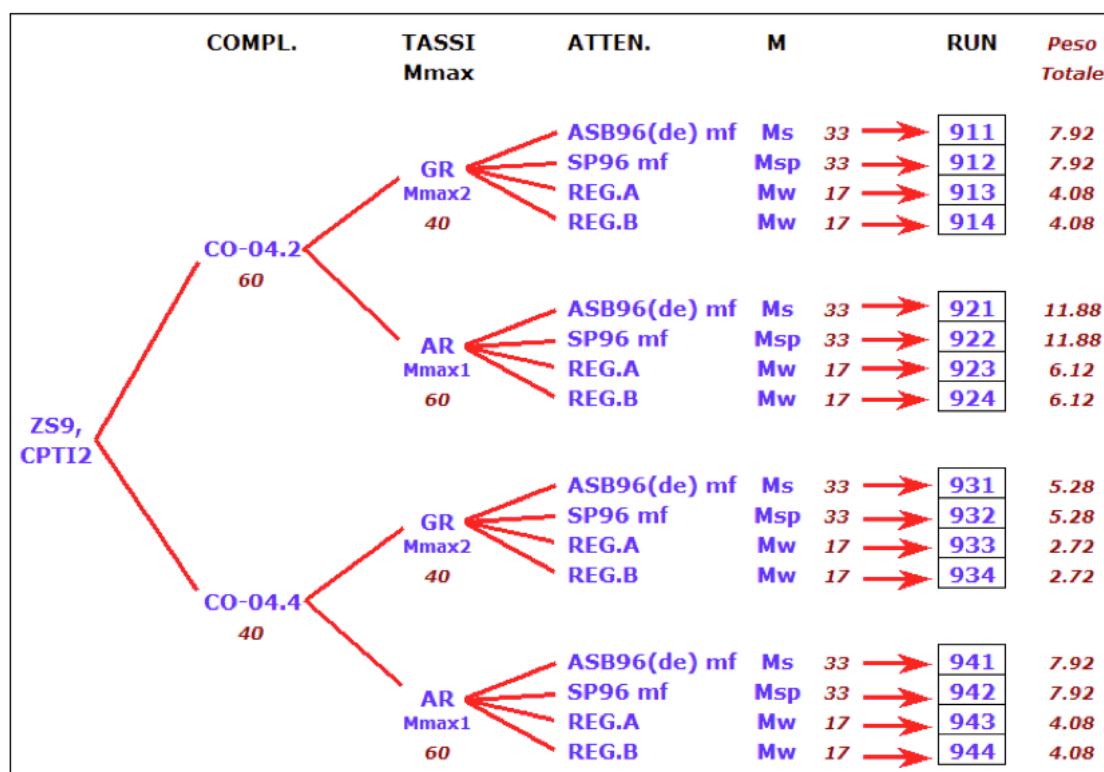 COMPL. TASSI ATTEN. M RUN Peso
Mmax Totale
ASB96(de) mf Ms 33 911 7.92
GR SP96 mf Msp 33 912 7.92
Mmax2 REG.A Mw 17 913 4.08
40 REG.B Mw 17 914 4.08
CO-04.2
60
ASB96(de) mf Ms 33 921 11.88
AR SP96 mf Msp 33 922 11.88
Mmax1 REG.A Mw 17 923 6.12
60 REG.B Mw 17 924 6.12
ZS9,
CPTI2
ASB96(de) mf Ms 33 931 5.28
GR SP96 mf Msp 33 932 5.28
Mmax2 REG.A Mw 17 933 2.72
40 REG.B Mw 17 934 2.72
CO-04.4
40
ASB96(de) mf Ms 33 941 7.92
AR SP96 mf Msp 33 942 7.92
Mmax1 REG.A Mw 17 943 4.08
60 REG.B Mw 17 944 4.08